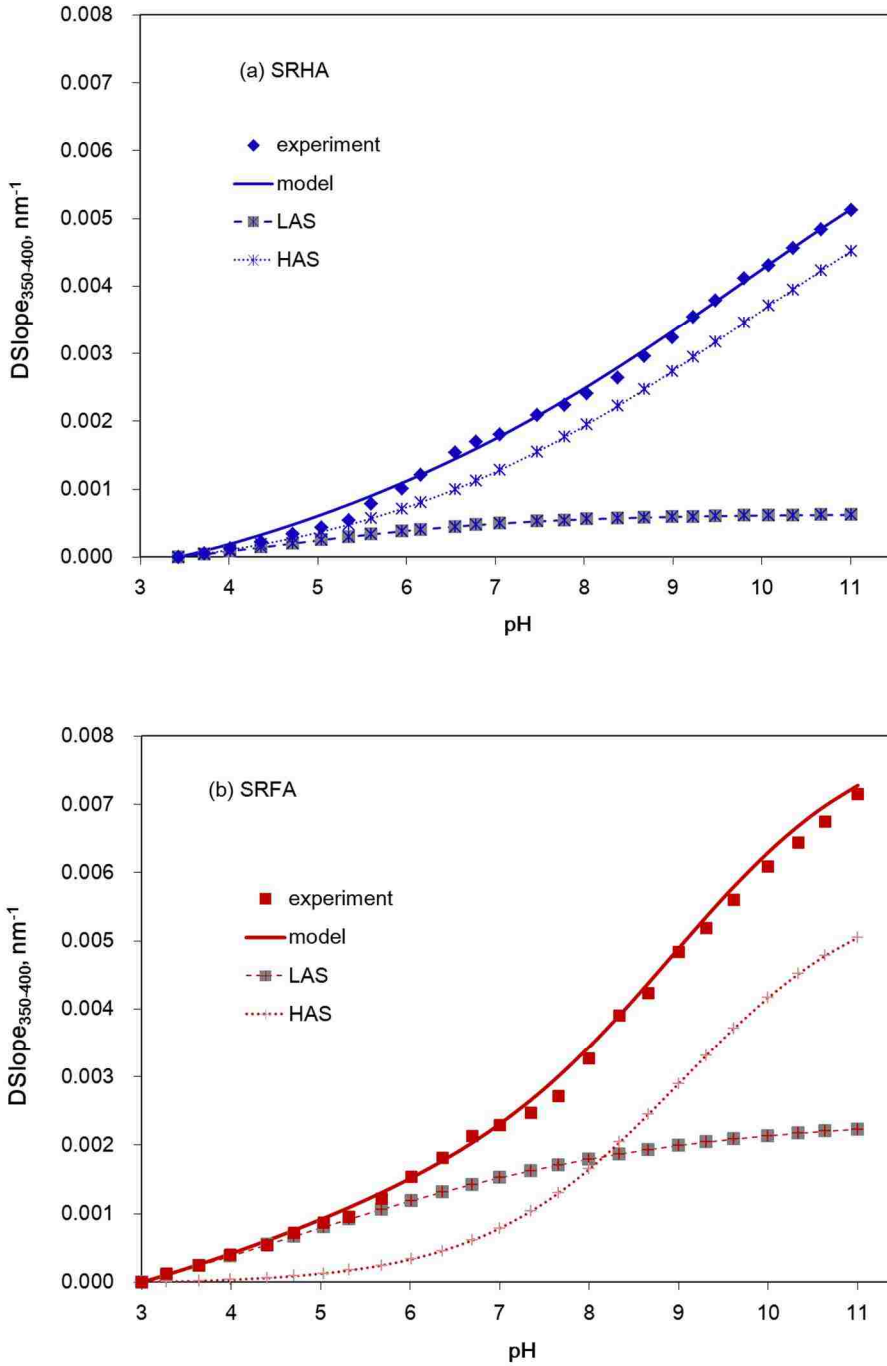 0.008
0.007
0.006
0.005
0.004
0.003
0.002
0.001
0.000
DSlope350-400, nm-1
(a) SRHA
experiment
model
LAS
HAS
3 4 5 6 7 8 9 10 11
pH
0.008
0.007
0.006
0.005
0.004
0.003
0.002
0.001
0.000
DSlope350-400, nm-1
(b) SRFA
experiment
model
LAS
HAS
3 4 5 6 7 8 9 10 11
pH